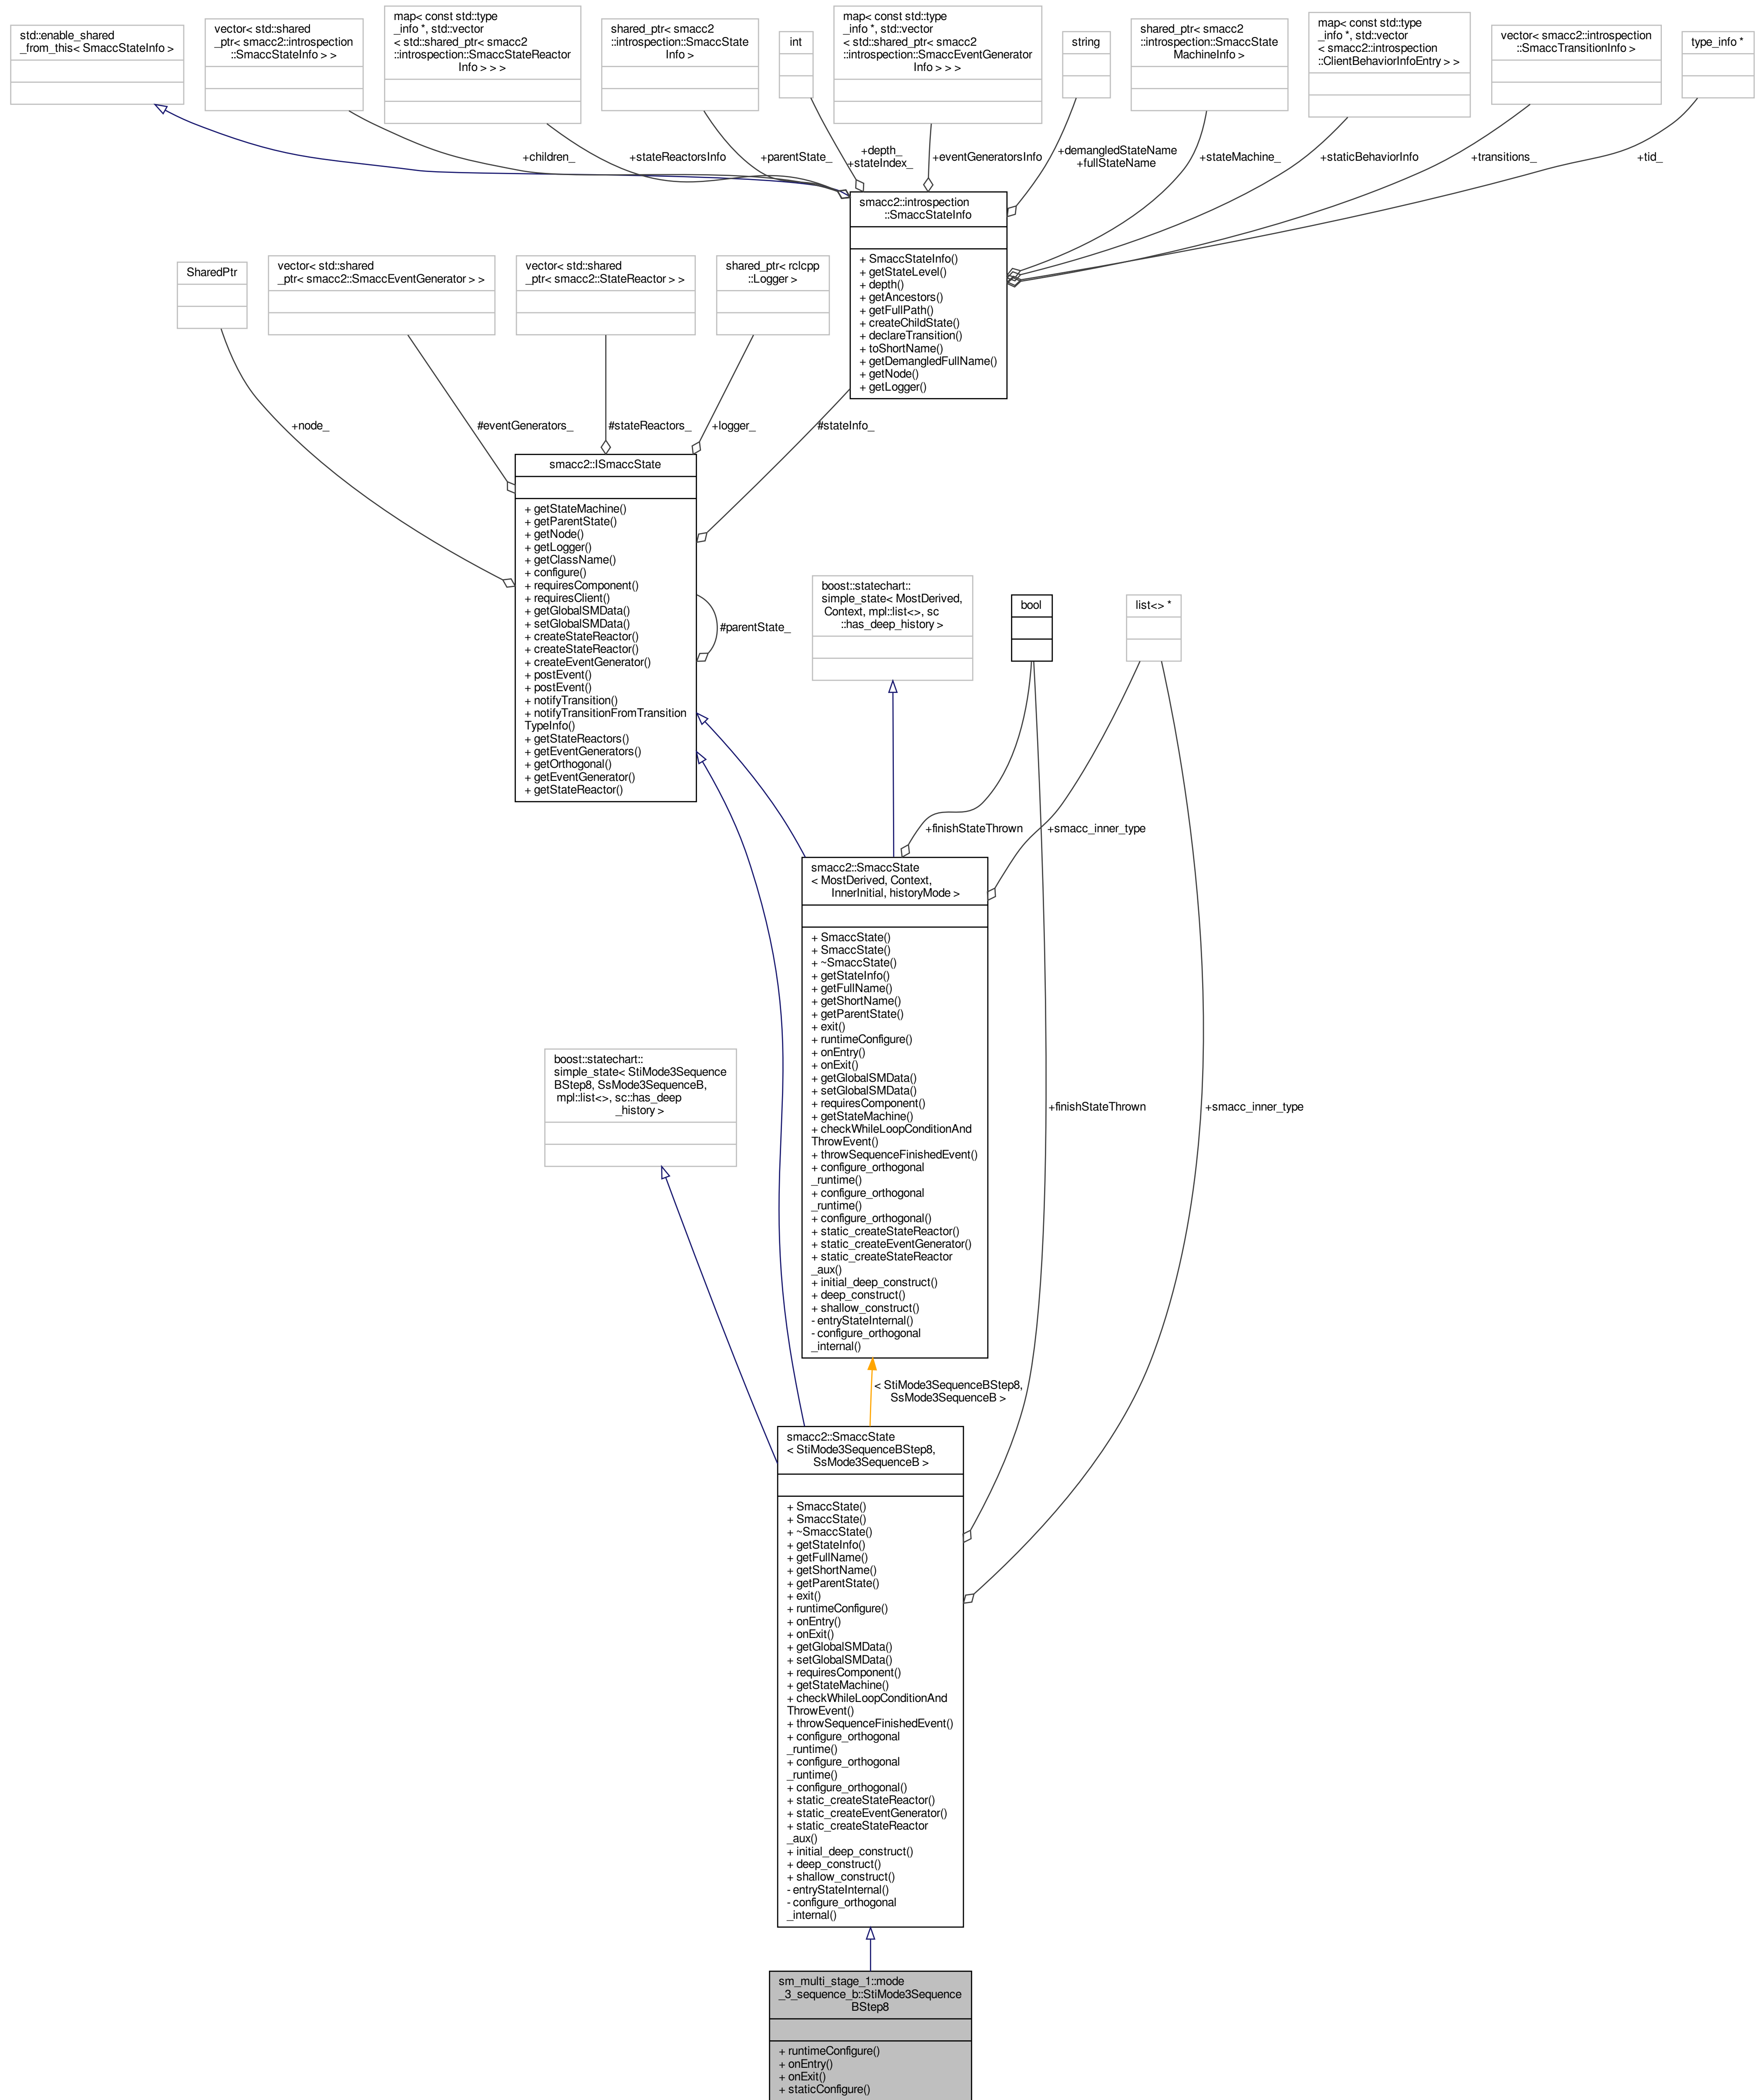 std::enable_shared
_from_this< SmaccStateInfo >
vector< std::shared
_ptr< smacc2::introspection
::SmaccStateInfo > >
map< const std::type
_info *, std::vector
< std::shared_ptr< smacc2
::introspection::SmaccStateReactor
Info > > >
shared_ptr< smacc2
::introspection::SmaccState
Info >
int
map< const std::type
_info *, std::vector
< std::shared_ptr< smacc2
::introspection::SmaccEventGenerator
Info > > >
string
shared_ptr< smacc2
::introspection::SmaccState
MachineInfo >
map< const std::type
_info *, std::vector
< smacc2::introspection
::ClientBehaviorInfoEntry > >
vector< smacc2::introspection
::SmaccTransitionInfo >
type_info *
+children_
+stateReactorsInfo
+parentState_
+depth_
+stateIndex_
+eventGeneratorsInfo
+demangledStateName
+fullStateName
+stateMachine_
+staticBehaviorInfo
+transitions_
+tid_
smacc2::introspection
::SmaccStateInfo
+ SmaccStateInfo()
+ getStateLevel()
+ depth()
+ getAncestors()
+ getFullPath()
+ createChildState()
+ declareTransition()
+ toShortName()
+ getDemangledFullName()
+ getNode()
+ getLogger()
SharedPtr
vector< std::shared
_ptr< smacc2::SmaccEventGenerator > >
vector< std::shared
_ptr< smacc2::StateReactor > >
shared_ptr< rclcpp
::Logger >
+node_
#eventGenerators_
#stateReactors_
+logger_
#stateInfo_
smacc2::ISmaccState
+ getStateMachine()
+ getParentState()
+ getNode()
+ getLogger()
+ getClassName()
+ configure()
+ requiresComponent()
+ requiresClient()
+ getGlobalSMData()
+ setGlobalSMData()
+ createStateReactor()
+ createStateReactor()
+ createEventGenerator()
+ postEvent()
+ postEvent()
+ notifyTransition()
+ notifyTransitionFromTransition
TypeInfo()
+ getStateReactors()
+ getEventGenerators()
+ getOrthogonal()
+ getEventGenerator()
+ getStateReactor()
#parentState_
boost::statechart::
simple_state< MostDerived,
Context, mpl::list<>, sc
::has_deep_history >
bool
list<> *
+finishStateThrown
+smacc_inner_type
smacc2::SmaccState
< MostDerived, Context,
InnerInitial, historyMode >
+ SmaccState()
+ SmaccState()
+ ~SmaccState()
+ getStateInfo()
+ getFullName()
+ getShortName()
+ getParentState()
+ exit()
+ runtimeConfigure()
+ onEntry()
+ onExit()
+ getGlobalSMData()
+ setGlobalSMData()
+ requiresComponent()
+ getStateMachine()
+ checkWhileLoopConditionAnd
ThrowEvent()
+ throwSequenceFinishedEvent()
+ configure_orthogonal
_runtime()
+ configure_orthogonal
_runtime()
+ configure_orthogonal()
+ static_createStateReactor()
+ static_createEventGenerator()
+ static_createStateReactor
_aux()
+ initial_deep_construct()
+ deep_construct()
+ shallow_construct()
- entryStateInternal()
- configure_orthogonal
_internal()
boost::statechart::
simple_state< StiMode3Sequence
BStep8, SsMode3SequenceB,
mpl::list<>, sc::has_deep
_history >
+finishStateThrown
+smacc_inner_type
< StiMode3SequenceBStep8,
SsMode3SequenceB >
smacc2::SmaccState
< StiMode3SequenceBStep8,
SsMode3SequenceB >
+ SmaccState()
+ SmaccState()
+ ~SmaccState()
+ getStateInfo()
+ getFullName()
+ getShortName()
+ getParentState()
+ exit()
+ runtimeConfigure()
+ onEntry()
+ onExit()
+ getGlobalSMData()
+ setGlobalSMData()
+ requiresComponent()
+ getStateMachine()
+ checkWhileLoopConditionAnd
ThrowEvent()
+ throwSequenceFinishedEvent()
+ configure_orthogonal
_runtime()
+ configure_orthogonal
_runtime()
+ configure_orthogonal()
+ static_createStateReactor()
+ static_createEventGenerator()
+ static_createStateReactor
_aux()
+ initial_deep_construct()
+ deep_construct()
+ shallow_construct()
- entryStateInternal()
- configure_orthogonal
_internal()
sm_multi_stage_1::mode
_3_sequence_b::StiMode3Sequence
BStep8
+ runtimeConfigure()
+ onEntry()
+ onExit()
+ staticConfigure()